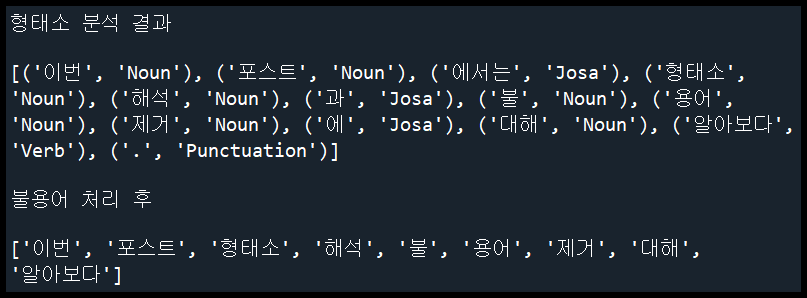 형태소 분석 결과
[('이번', 'Noun'), ('포스트', 'Noun'), ('에서는', 'Josa'), ('형태소',
'Noun'), ('해석', 'Noun'), ('과', 'Josa'), ('불', 'Noun'), ('용어',
'Noun'), ('제거', 'Noun'), ('에', 'Josa'), ('대해', 'Noun'), ('알아보다',
'Verb'), ('.', 'Punctuation')]
불용어 처리 후
['이번', '포스트', '형태소', '해석', '불', '용어', '제거', '대해',
'알아보다']